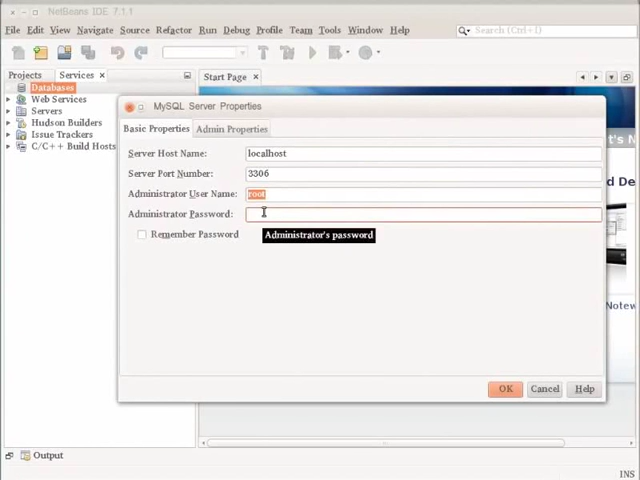 NetBeans IDE 7.1.1
File Edit View Navigate Source Refactor Run Debug Profile Team Tools Window Help
Search (Ctrl+I)
Projects Services Start Page
Databases
Web Services
Servers
Hudson Builders
Issue Trackers
C/C++ Build Hosts
MySQL Server Properties
Basic Properties Admin Properties
Server Host Name: localhost
Server Port Number: 3306
Administrator User Name: root
Administrator Password:
Remember Password
Administrator's password
OK Cancel Help
Output
INS